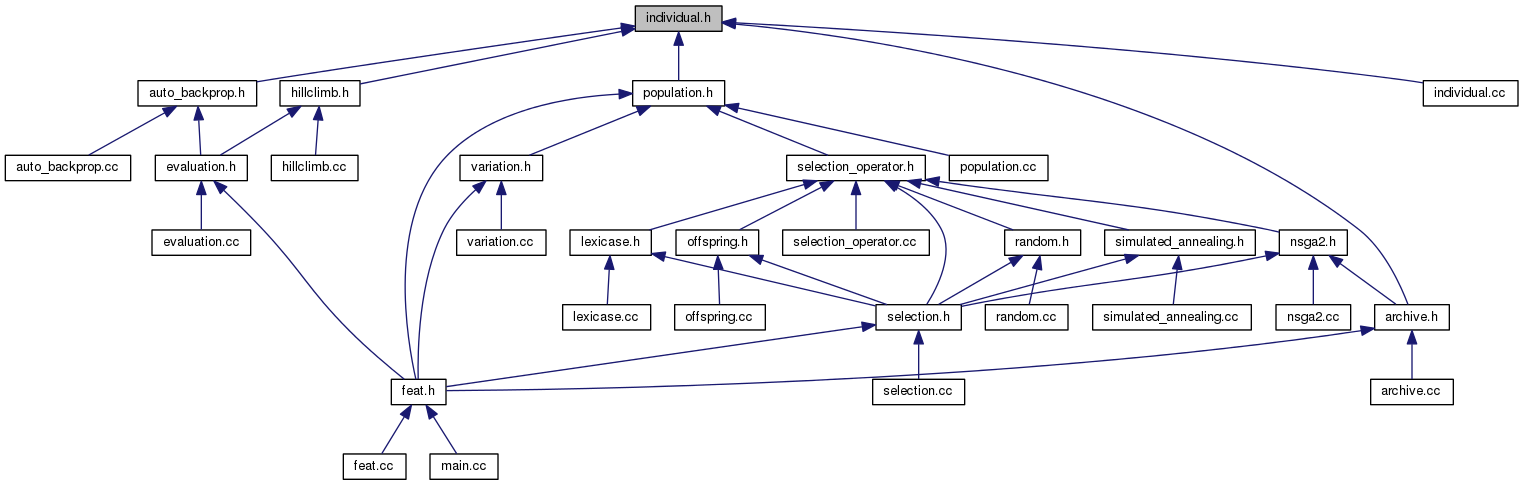 individual.h
auto_backprop.h
hillclimb.h
population.h
individual.cc
auto_backprop.cc
evaluation.h
hillclimb.cc
variation.h
selection_operator.h
population.cc
evaluation.cc
variation.cc
lexicase.h
offspring.h
selection_operator.cc
random.h
simulated_annealing.h
nsga2.h
lexicase.cc
offspring.cc
selection.h
random.cc
simulated_annealing.cc
nsga2.cc
archive.h
feat.h
selection.cc
archive.cc
feat.cc
main.cc